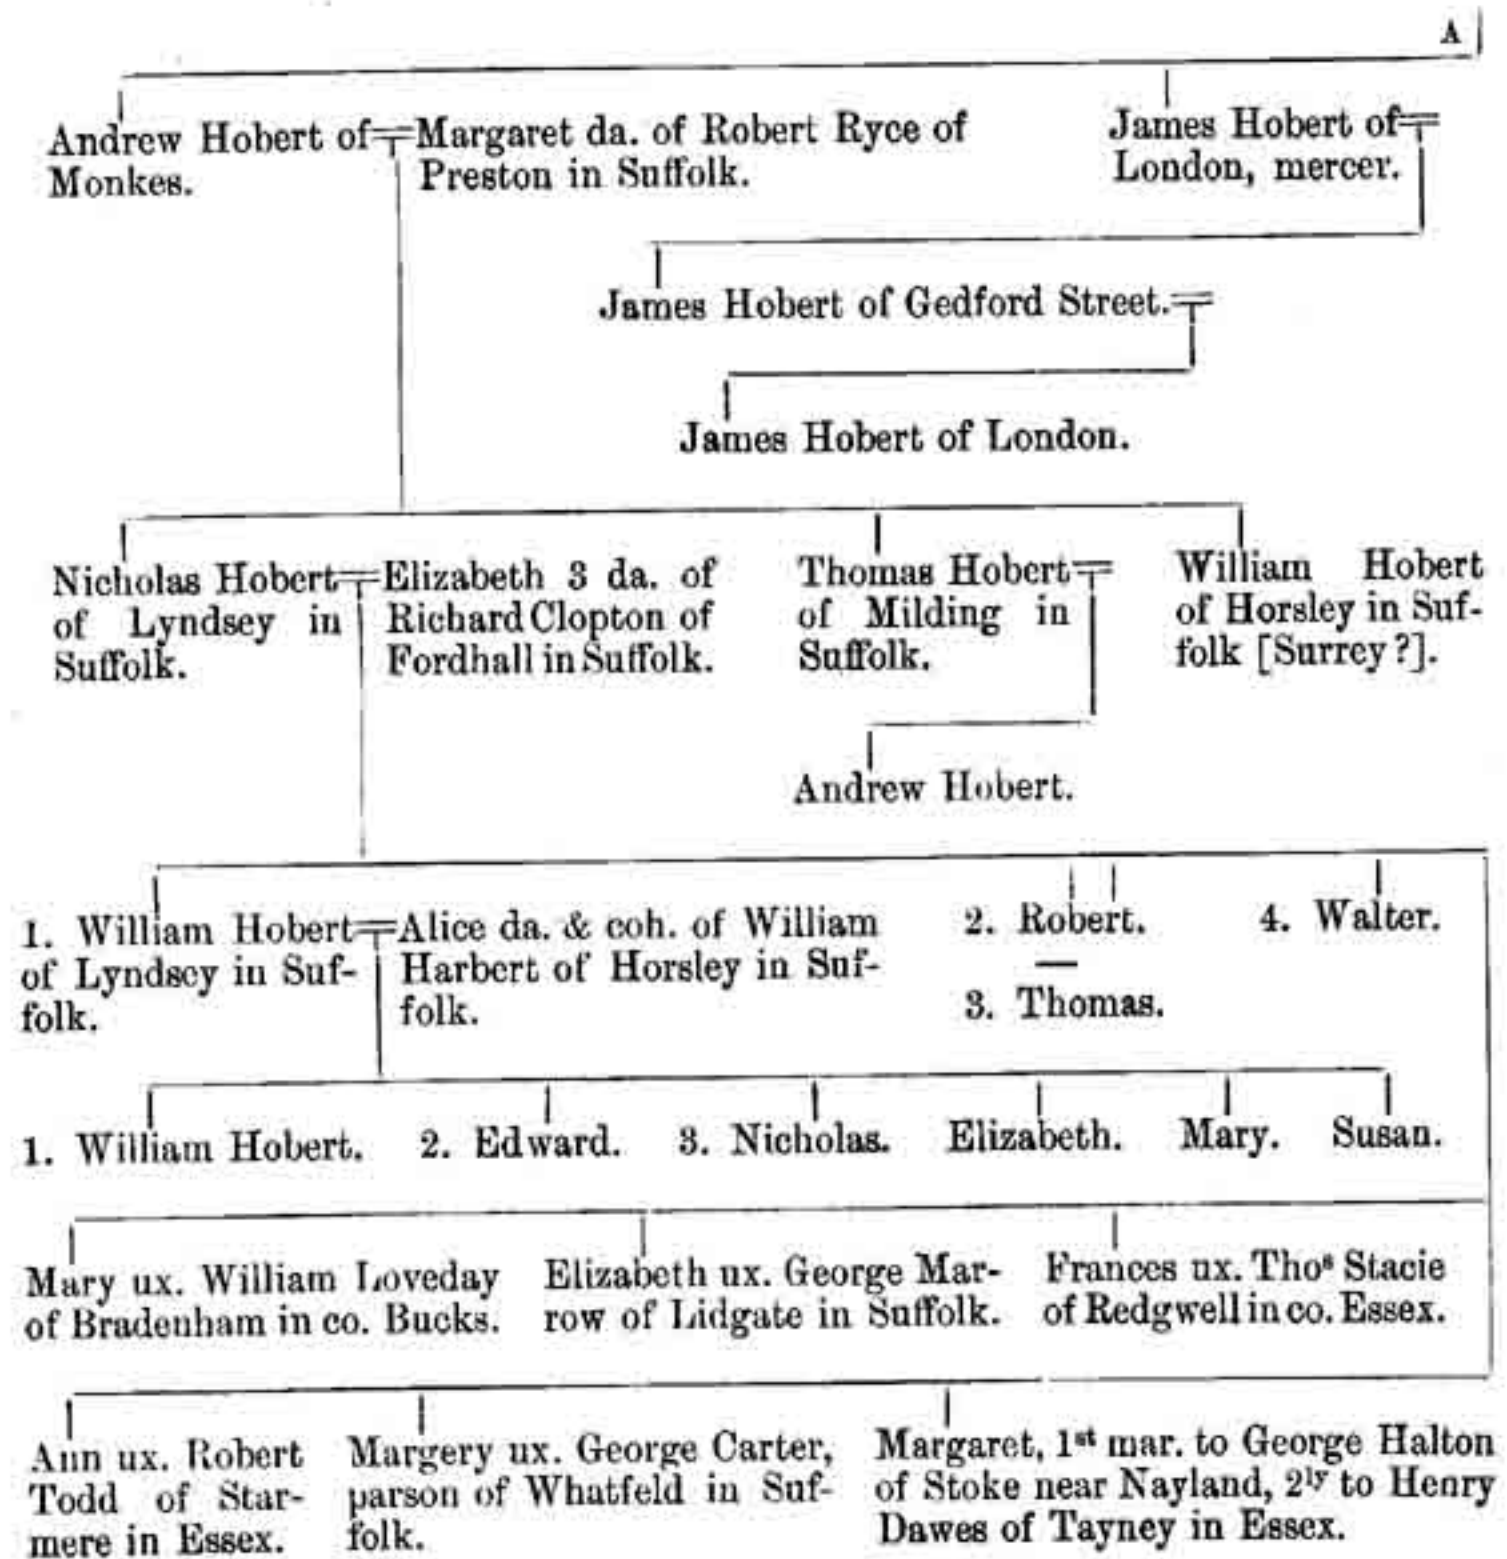 A
Andrew Hobert of
Monkes.
Margaret da. of Robert Ryce of
Preston in Suffolk.
James Hobert of
London, mercer.
James Hobert of Gedford Street.
James Hobert of London.
Nicholas Hobert
of Lyndsey in
Suffolk.
Elizabeth 3 da. of
Richard Clopton of
Fordhall in Suffolk.
Thomas Hobert
of Milding in
Suffolk.
William Hobert
of Horsley in Suf-
folk [Surrey?].
Andrew Hobert.
1. William Hobert
of Lyndsey in Suf-
folk.
Alice da. & coh. of William
Harbert of Horsley in Suf-
folk.
2. Robert.
—
3. Thomas.
4. Walter.
1. William Hobert.
2. Edward.
3. Nicholas.
Elizabeth.
Mary.
Susan.
Mary ux. William Loveday
of Bradenham in co. Bucks.
Elizabeth ux. George Mar-
row of Lidgate in Suffolk.
Frances ux. Thoˢ Stacie
of Redgwell in co. Essex.
Ann ux. Robert
Todd of Star-
mere in Essex.
Margery ux. George Carter,
parson of Whatfeld in Suf-
folk.
Margaret, 1ˢᵗ mar. to George Halton
of Stoke near Nayland, 2ˡʸ to Henry
Dawes of Tayney in Essex.